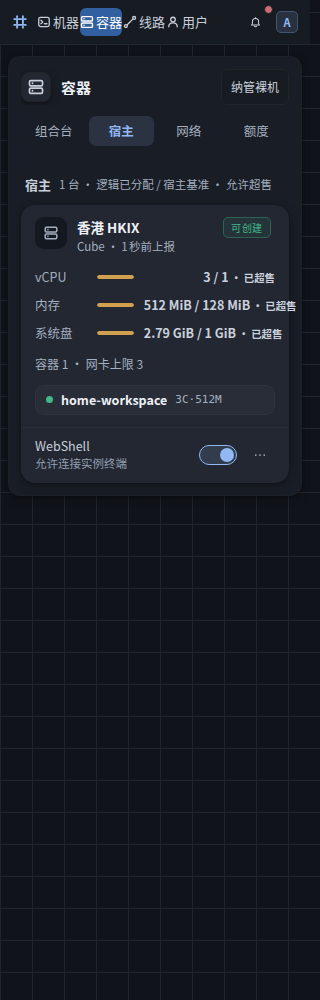 机器 容器 线路 用户 A
容器 纳管裸机
组合台 宿主 网络 额度
宿主 1 台 · 逻辑已分配 / 宿主基准 · 允许超售
香港 HKIX 可创建
Cube · 1秒前上报
vCPU 3 / 1 · 已超售
内存 512 MiB / 128 MiB · 已超售
系统盘 2.79 GiB / 1 GiB · 已超售
容器 1 · 网卡上限 3
home-workspace 3C·512M
WebShell
允许连接实例终端